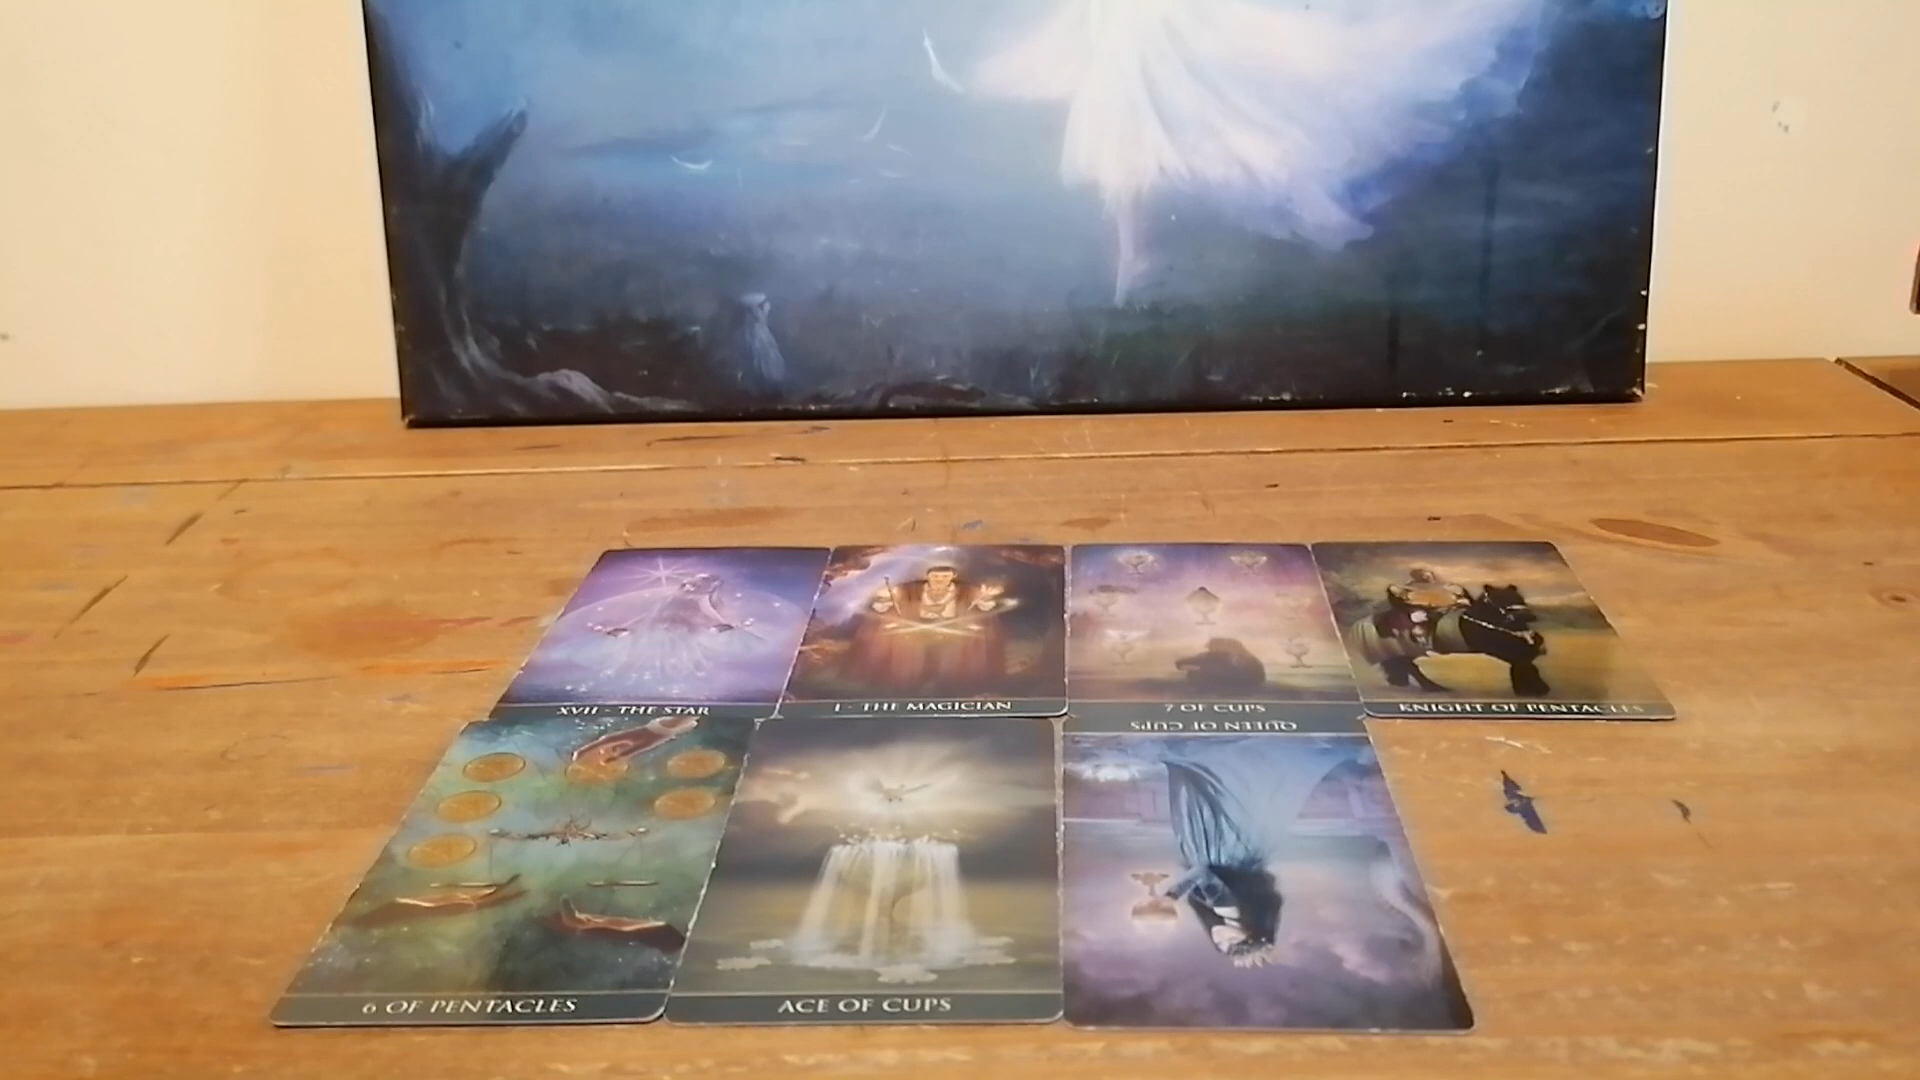 XVII - THE STAR
I - THE MAGICIAN
7 OF CUPS
KNIGHT OF PENTACLES
QUEEN OF CUPS
6 OF PENTACLES
ACE OF CUPS